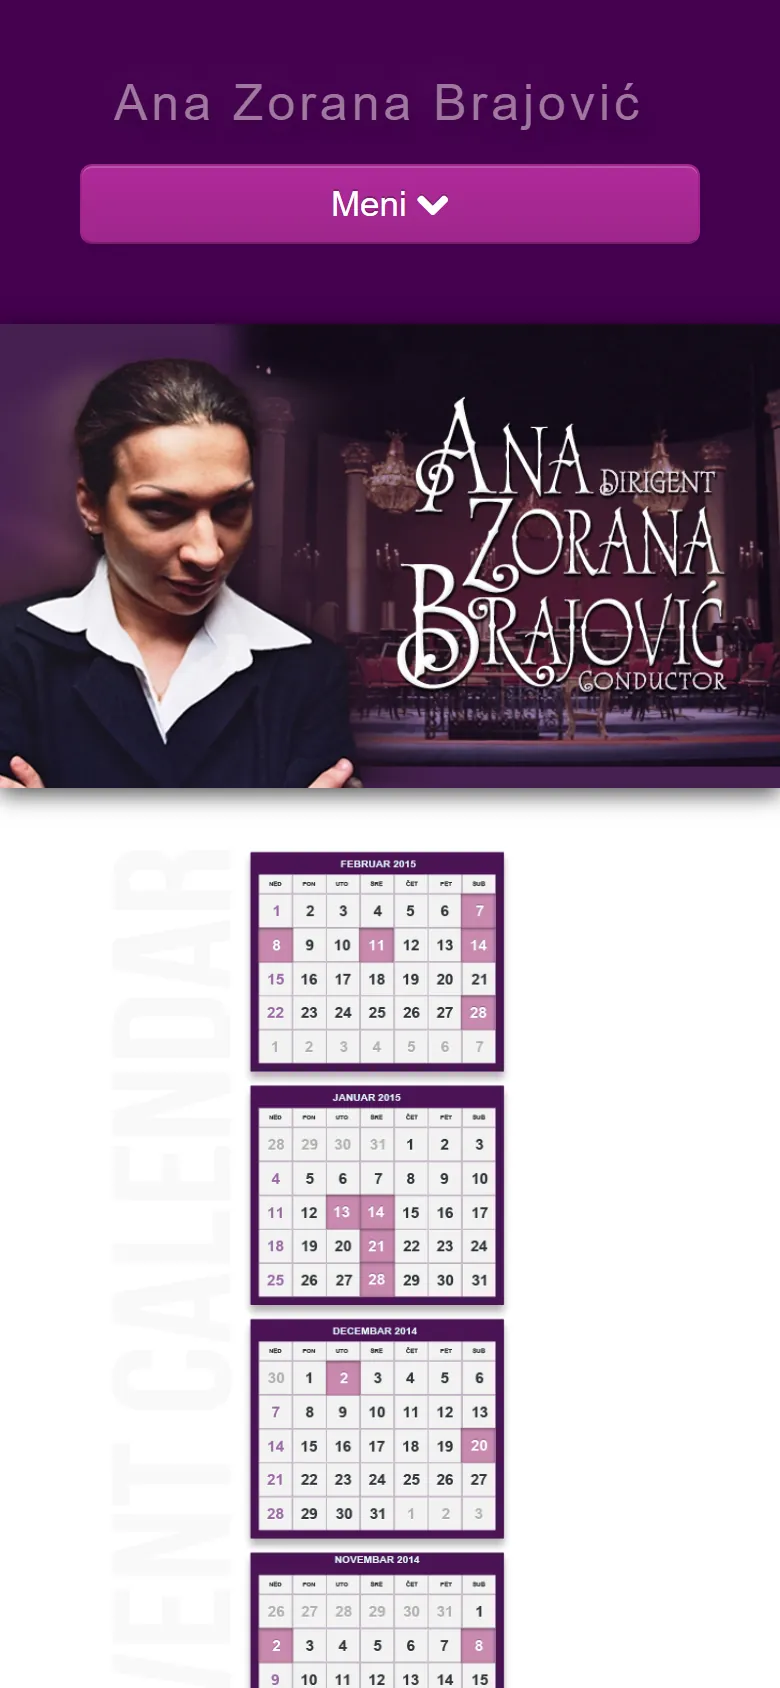 Ana Zorana Brajović
Meni
ANA DIRIGENT
ZORANA
BRAJOVIĆ
CONDUCTOR
EVENT CALENDAR
FEBRUAR 2015
NED PON UTO SRE ČET PET SUB
1 2 3 4 5 6 7
8 9 10 11 12 13 14
15 16 17 18 19 20 21
22 23 24 25 26 27 28
1 2 3 4 5 6 7
JANUAR 2015
NED PON UTO SRE ČET PET SUB
28 29 30 31 1 2 3
4 5 6 7 8 9 10
11 12 13 14 15 16 17
18 19 20 21 22 23 24
25 26 27 28 29 30 31
DECEMBAR 2014
NED PON UTO SRE ČET PET SUB
30 1 2 3 4 5 6
7 8 9 10 11 12 13
14 15 16 17 18 19 20
21 22 23 24 25 26 27
28 29 30 31 1 2 3
NOVEMBAR 2014
NED PON UTO SRE ČET PET SUB
26 27 28 29 30 31 1
2 3 4 5 6 7 8
9 10 11 12 13 14 15